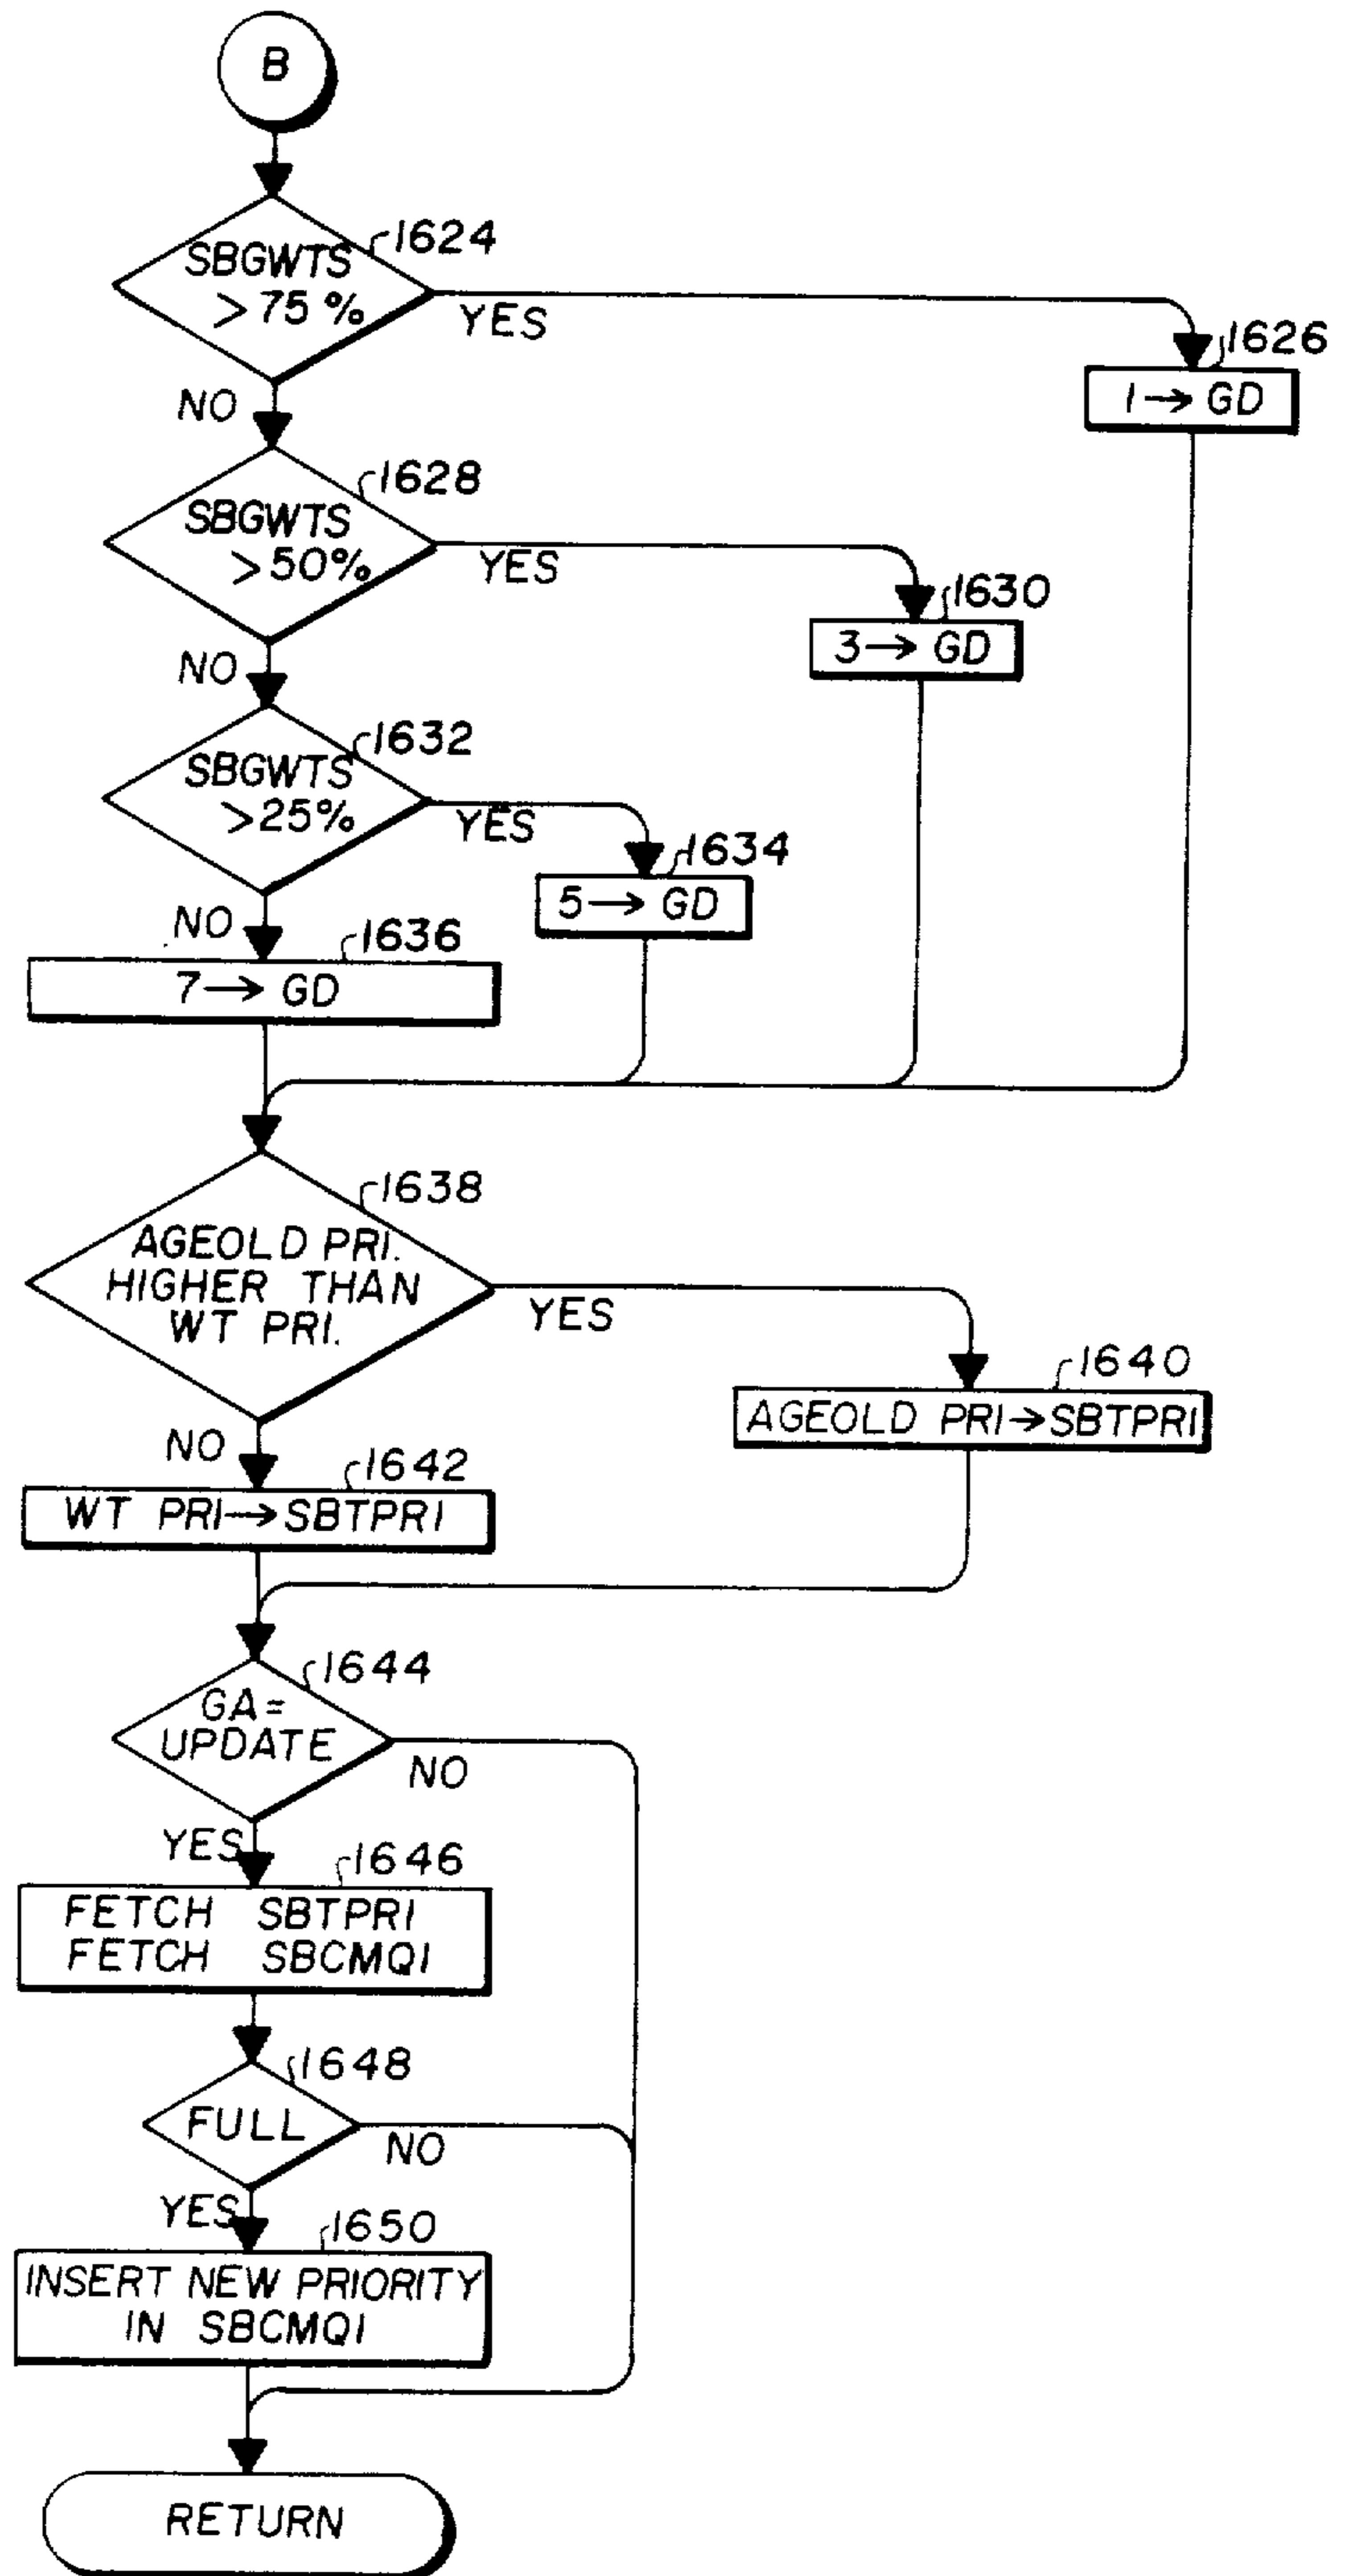 B
1624
SBGWTS
>75%
YES
1626
1→GD
NO
1628
SBGWTS
>50%
YES
1630
3→GD
NO
1632
SBGWTS
>25%
YES
1634
5→GD
NO
1636
7→GD
1638
AGEOLD PRI.
HIGHER THAN
WT PRI.
YES
1640
AGEOLD PRI→SBTPRI
NO
1642
WT PRI→SBTPRI
1644
GA=
UPDATE
NO
YES
1646
FETCH SBTPRI
FETCH SBCMQI
1648
FULL
NO
YES
1650
INSERT NEW PRIORITY
IN SBCMQI
RETURN